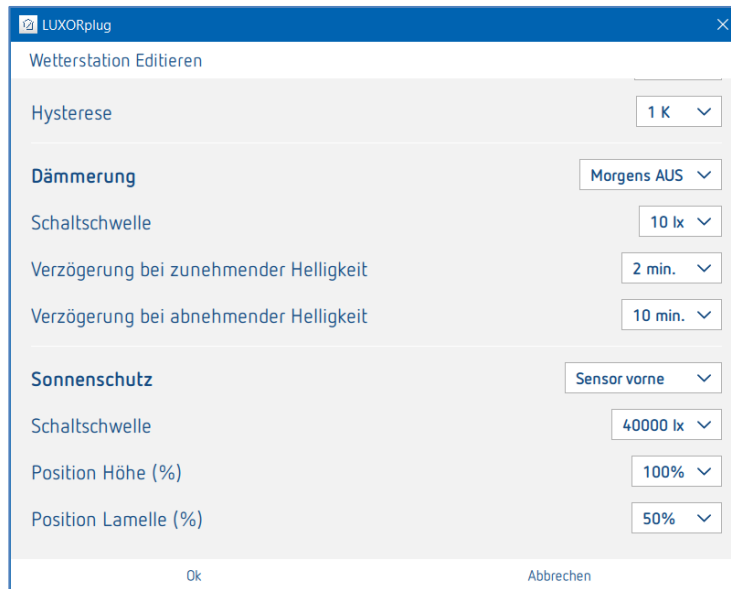 LUXORplug
Wetterstation Editieren
Hysterese 1 K
Dämmerung Morgens AUS
Schaltschwelle 10 lx
Verzögerung bei zunehmender Helligkeit 2 min.
Verzögerung bei abnehmender Helligkeit 10 min.
Sonnenschutz Sensor vorne
Schaltschwelle 40000 lx
Position Höhe (%) 100%
Position Lamelle (%) 50%
Ok Abbrechen